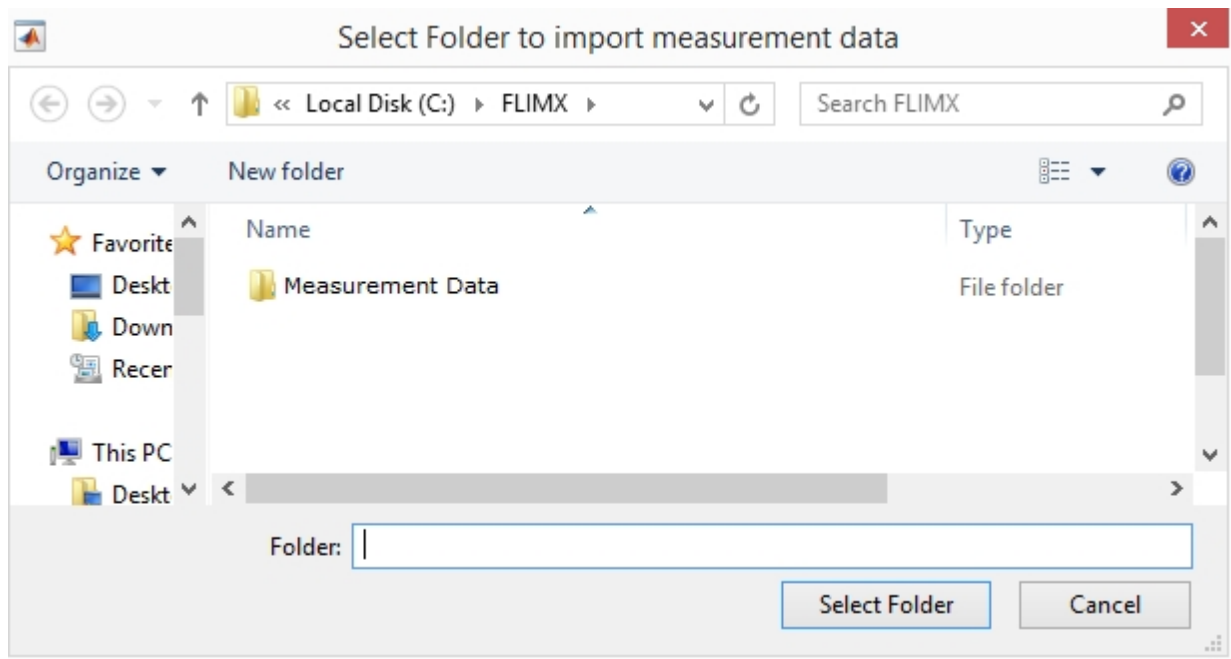 Select Folder to import measurement data
« Local Disk (C:) ▸ FLIMX ▸
Search FLIMX
Organize
New folder
Name
Type
Favorite
Deskt
Down
Recer
This PC
Deskt
Measurement Data
File folder
Folder:
Select Folder
Cancel